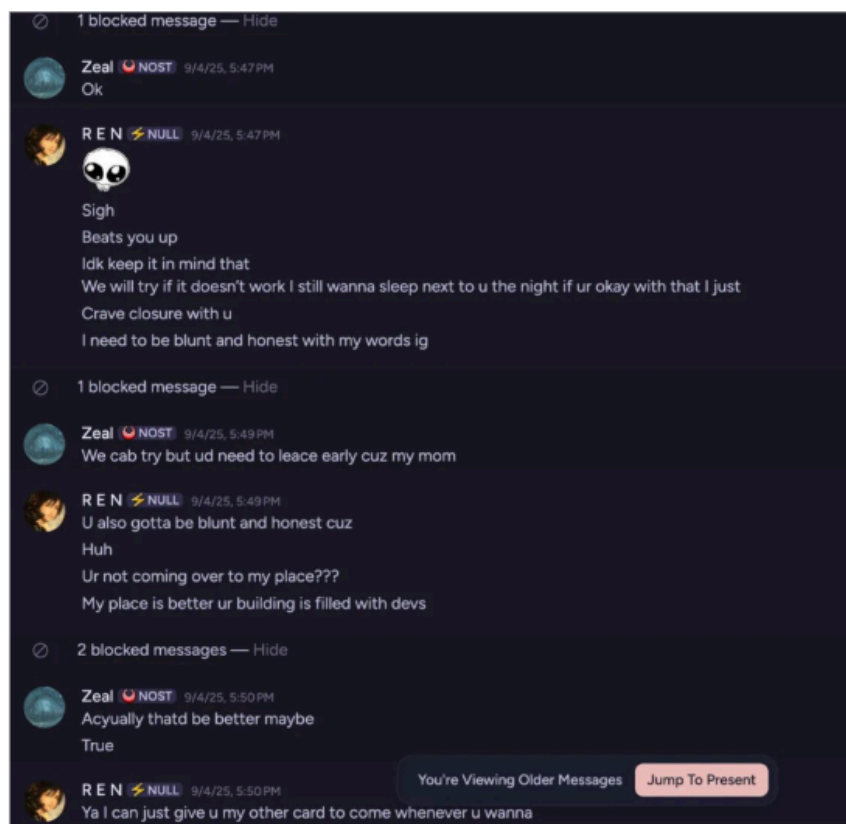 1 blocked message — Hide
Zeal NOST 9/4/25, 5:47 PM
Ok
R E N NULL 9/4/25, 5:47 PM
Sigh
Beats you up
Idk keep it in mind that
We will try if it doesn't work I still wanna sleep next to u the night if ur okay with that I just
Crave closure with u
I need to be blunt and honest with my words ig
1 blocked message — Hide
Zeal NOST 9/4/25, 5:49 PM
We cab try but ud need to leace early cuz my mom
R E N NULL 9/4/25, 5:49 PM
U also gotta be blunt and honest cuz
Huh
Ur not coming over to my place???
My place is better ur building is filled with devs
2 blocked messages — Hide
Zeal NOST 9/4/25, 5:50 PM
Acyually thatd be better maybe
True
You're Viewing Older Messages Jump To Present
R E N NULL 9/4/25, 5:50 PM
Ya I can just give u my other card to come whenever u wanna